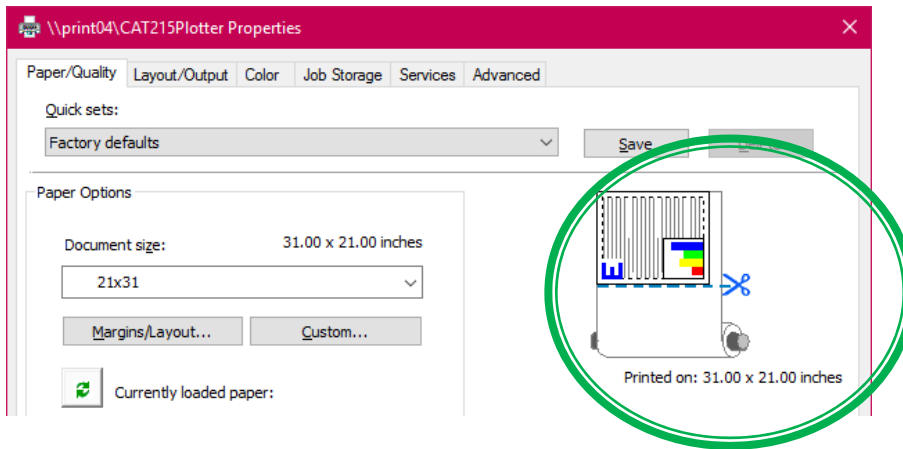 \\print04\CAT215Plotter Properties
Paper/Quality Layout/Output Color Job Storage Services Advanced
Quick sets:
Factory defaults
Save
Paper Options
Document size: 31.00 x 21.00 inches
21x31
Margins/Layout... Custom...
Currently loaded paper:
E
Printed on: 31.00 x 21.00 inches